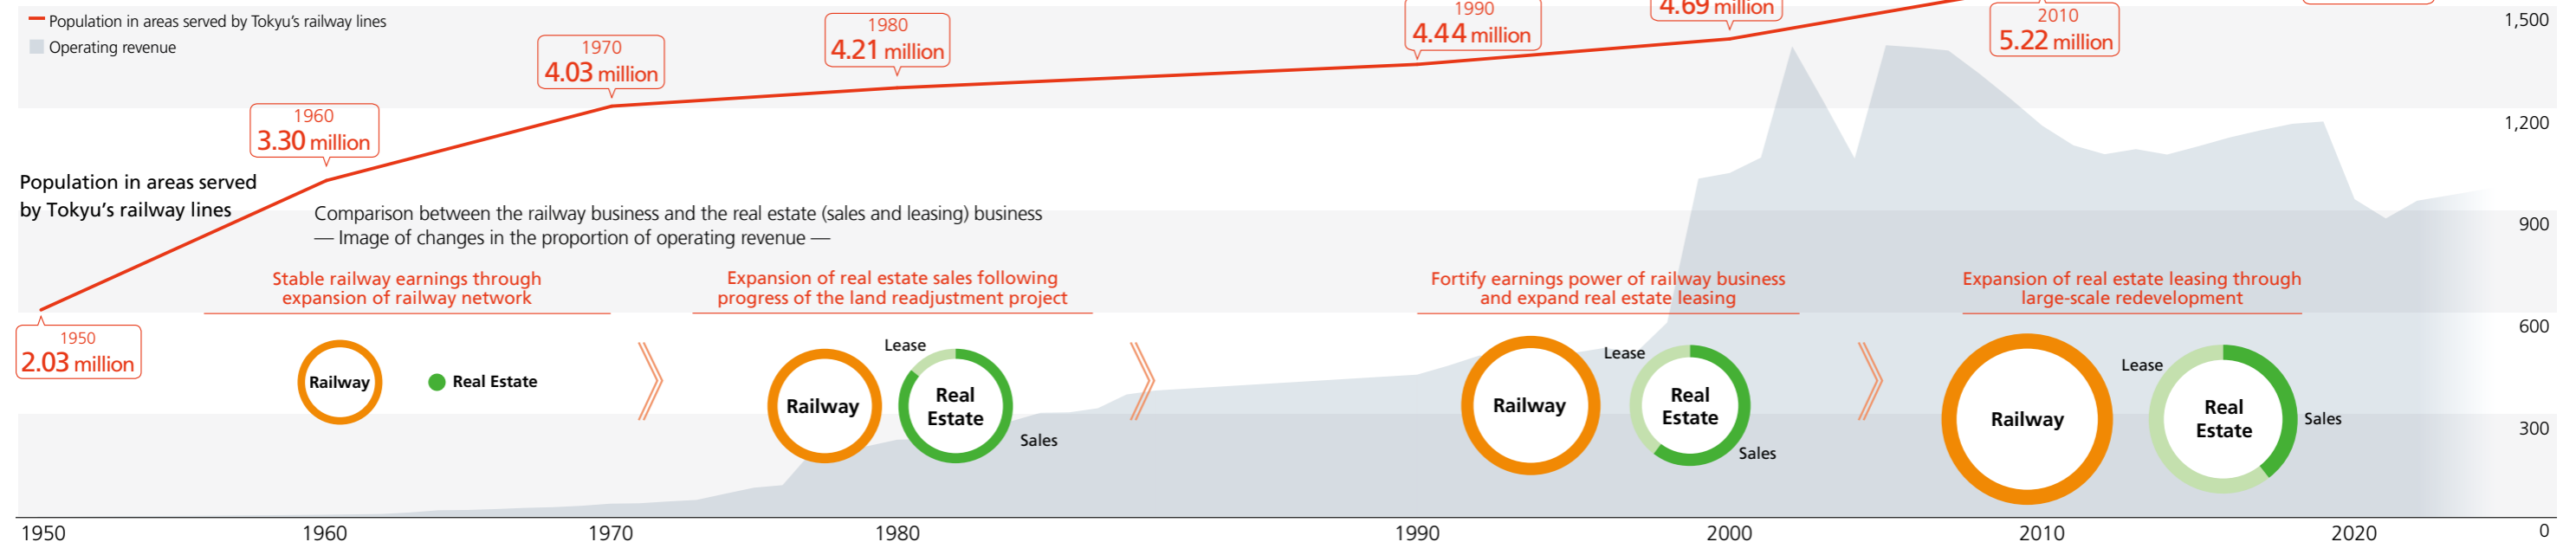 Population in areas served by Tokyu's railway lines
Operating revenue
1950
2.03 million
1960
3.30 million
1970
4.03 million
1980
4.21 million
1990
4.44 million
4.69 million
2010
5.22 million
1,500
1,200
900
600
300
0
Population in areas served
by Tokyu's railway lines
Comparison between the railway business and the real estate (sales and leasing) business
— Image of changes in the proportion of operating revenue —
Stable railway earnings through
expansion of railway network
Railway
Real Estate
Expansion of real estate sales following
progress of the land readjustment project
Railway
Lease
Real
Estate
Sales
Fortify earnings power of railway business
and expand real estate leasing
Railway
Lease
Real
Estate
Sales
Expansion of real estate leasing through
large-scale redevelopment
Railway
Lease
Real
Estate
Sales
1950
1960
1970
1980
1990
2000
2010
2020